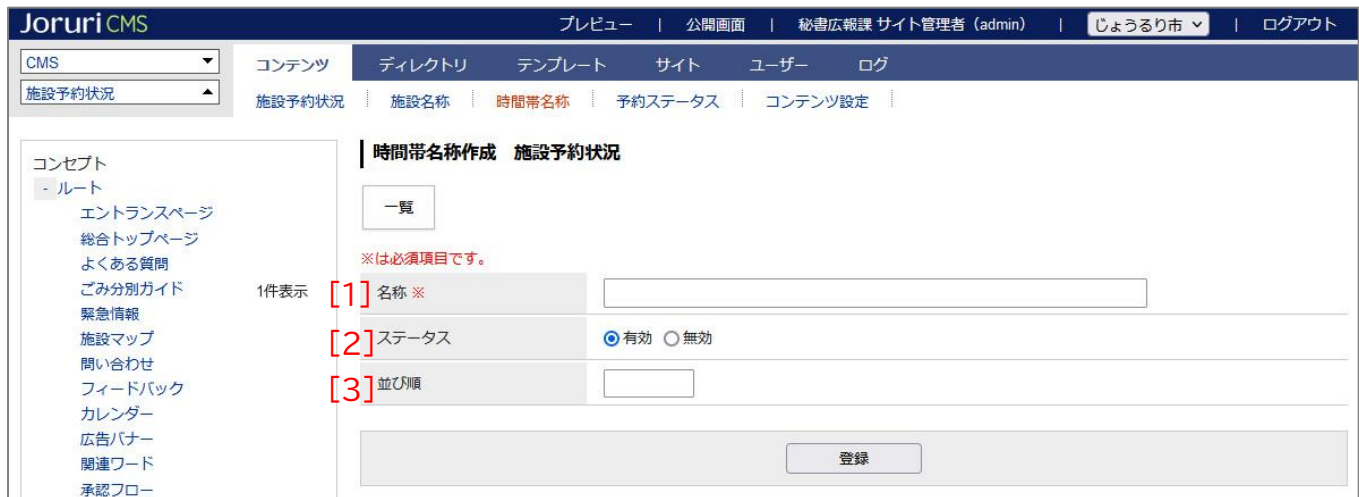 Joruri CMS プレビュー | 公開画面 | 秘書広報課 サイト管理者（admin） | じょうるり市 | ログアウト
CMS コンテンツ ディレクトリ テンプレート サイト ユーザー ログ
施設予約状況 施設予約状況 施設名称 時間帯名称 予約ステータス コンテンツ設定
時間帯名称作成 施設予約状況
コンセプト
- ルート
一覧
エントランスページ
総合トップページ
よくある質問
※は必須項目です。
ごみ分別ガイド 1件表示 [1] 名称 ※
緊急情報
施設マップ [2] ステータス 有効 無効
問い合わせ
フィードバック [3] 並び順
カレンダー
広告バナー
関連ワード 登録
承認フロー